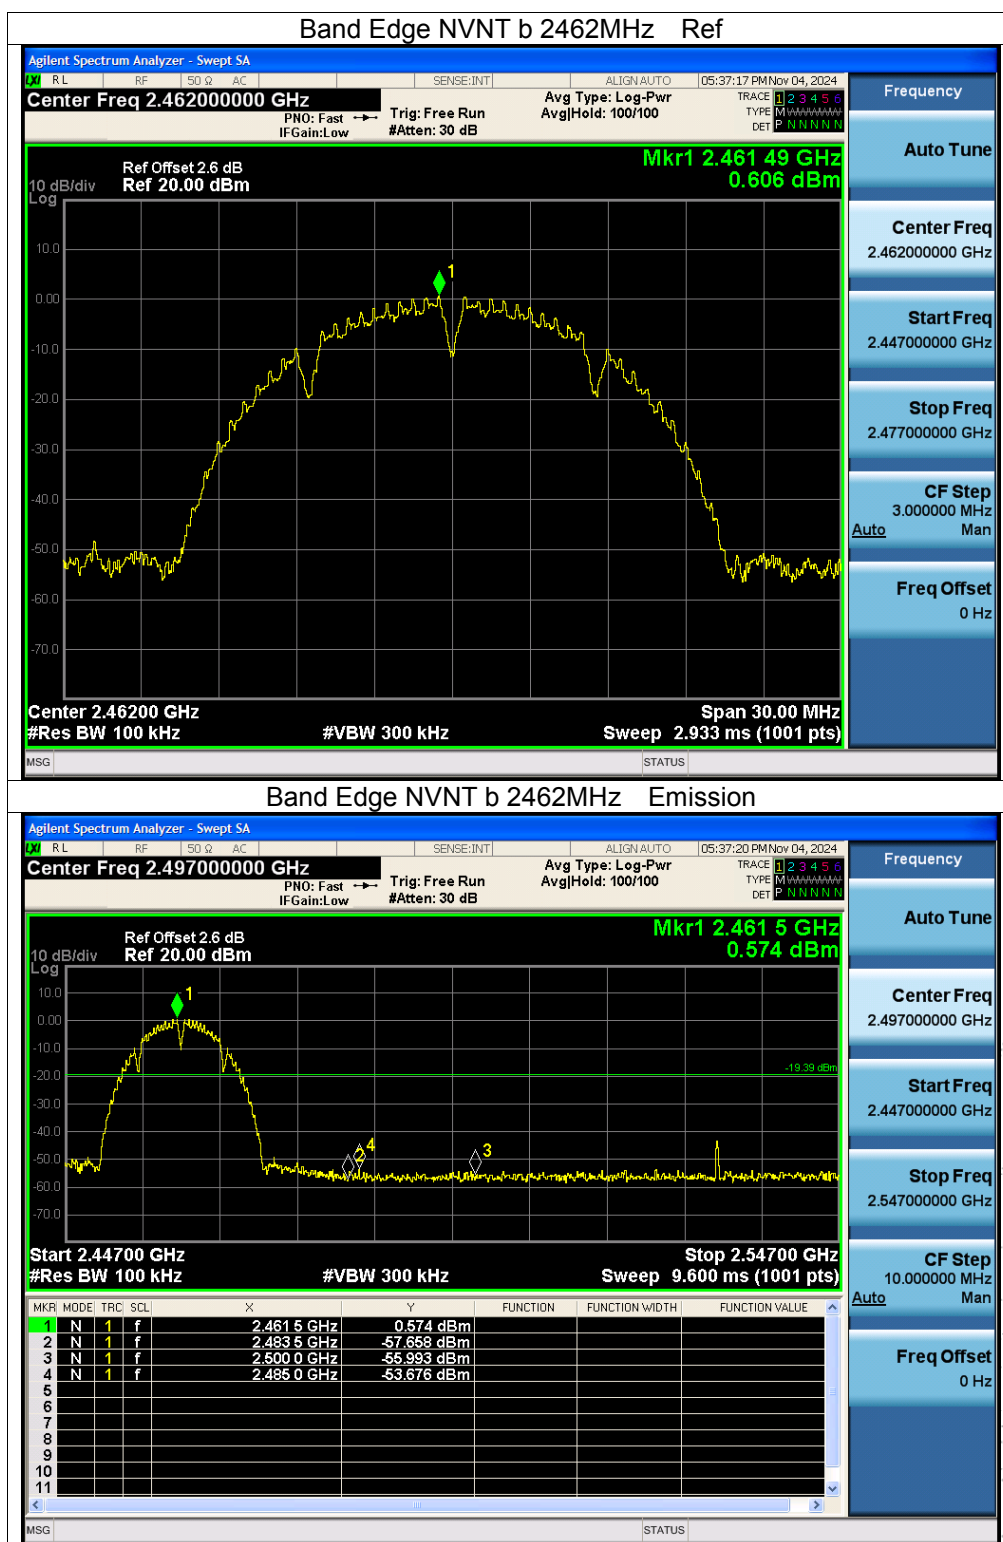 Band Edge NVNT b 2462MHz Ref
Agilent Spectrum Analyzer - Swept SA
LXI RL RF 50 Ω AC SENSE:INT ALIGN AUTO 05:37:17 PM Nov 04, 2024
Center Freq 2.462000000 GHz
PNO: Fast
IFGain:Low
Trig: Free Run
#Atten: 30 dB
Avg Type: Log-Pwr
Avg|Hold: 100/100
TRACE 1 2 3 4 5 6
TYPE M WWWWW
DET P N N N N N
Mkr1 2.461 49 GHz
0.606 dBm
Ref Offset 2.6 dB
10 dB/div Ref 20.00 dBm
Log
10.0
0.00
-10.0
-20.0
-30.0
-40.0
-50.0
-60.0
-70.0
1
Center 2.46200 GHz Span 30.00 MHz
#Res BW 100 kHz #VBW 300 kHz Sweep 2.933 ms (1001 pts)
MSG STATUS
Frequency
Auto Tune
Center Freq
2.462000000 GHz
Start Freq
2.447000000 GHz
Stop Freq
2.477000000 GHz
CF Step
3.000000 MHz
Auto Man
Freq Offset
0 Hz
Band Edge NVNT b 2462MHz Emission
Agilent Spectrum Analyzer - Swept SA
LXI RL RF 50 Ω AC SENSE:INT ALIGN AUTO 05:37:20 PM Nov 04, 2024
Center Freq 2.497000000 GHz
PNO: Fast
IFGain:Low
Trig: Free Run
#Atten: 30 dB
Avg Type: Log-Pwr
Avg|Hold: 100/100
TRACE 1 2 3 4 5 6
TYPE M WWWWW
DET P N N N N N
Mkr1 2.461 5 GHz
0.574 dBm
Ref Offset 2.6 dB
10 dB/div Ref 20.00 dBm
Log
10.0
0.00
-10.0
-20.0
-30.0
-40.0
-50.0
-60.0
-70.0
1
-19.39 dBm
2
4
3
Start 2.44700 GHz Stop 2.54700 GHz
#Res BW 100 kHz #VBW 300 kHz Sweep 9.600 ms (1001 pts)
MKR MODE TRC SCL X Y FUNCTION FUNCTION WIDTH FUNCTION VALUE
1 N 1 f 2.461 5 GHz 0.574 dBm
2 N 1 f 2.483 5 GHz -57.658 dBm
3 N 1 f 2.500 0 GHz -55.993 dBm
4 N 1 f 2.485 0 GHz -53.676 dBm
5
6
7
8
9
10
11
MSG STATUS
Frequency
Auto Tune
Center Freq
2.497000000 GHz
Start Freq
2.447000000 GHz
Stop Freq
2.547000000 GHz
CF Step
10.000000 MHz
Auto Man
Freq Offset
0 Hz